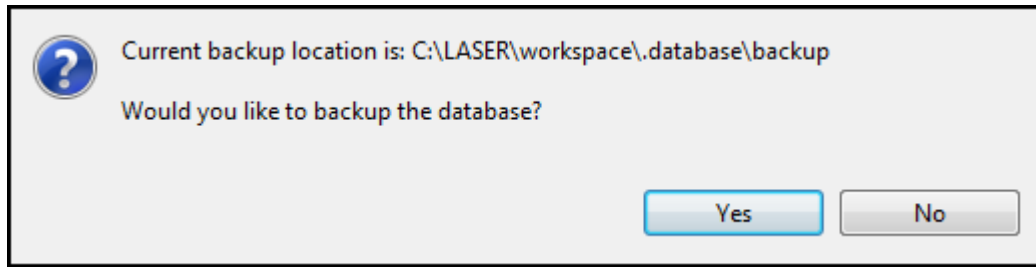 Current backup location is: C:\LASER\workspace\.database\backup
Would you like to backup the database?
Yes
No